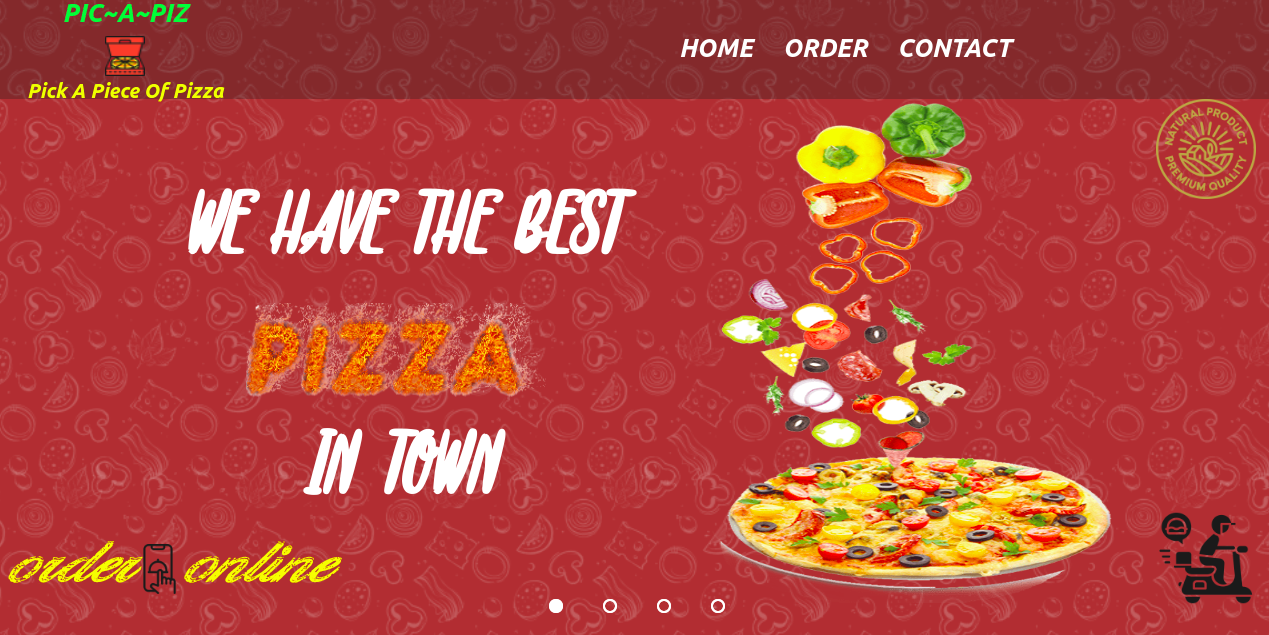 PIC~A~PIZ
Pick A Piece Of Pizza
HOME ORDER CONTACT
NATURAL PRODUCT
PREMIUM QUALITY
WE HAVE THE BEST
PIZZA
IN TOWN
order online